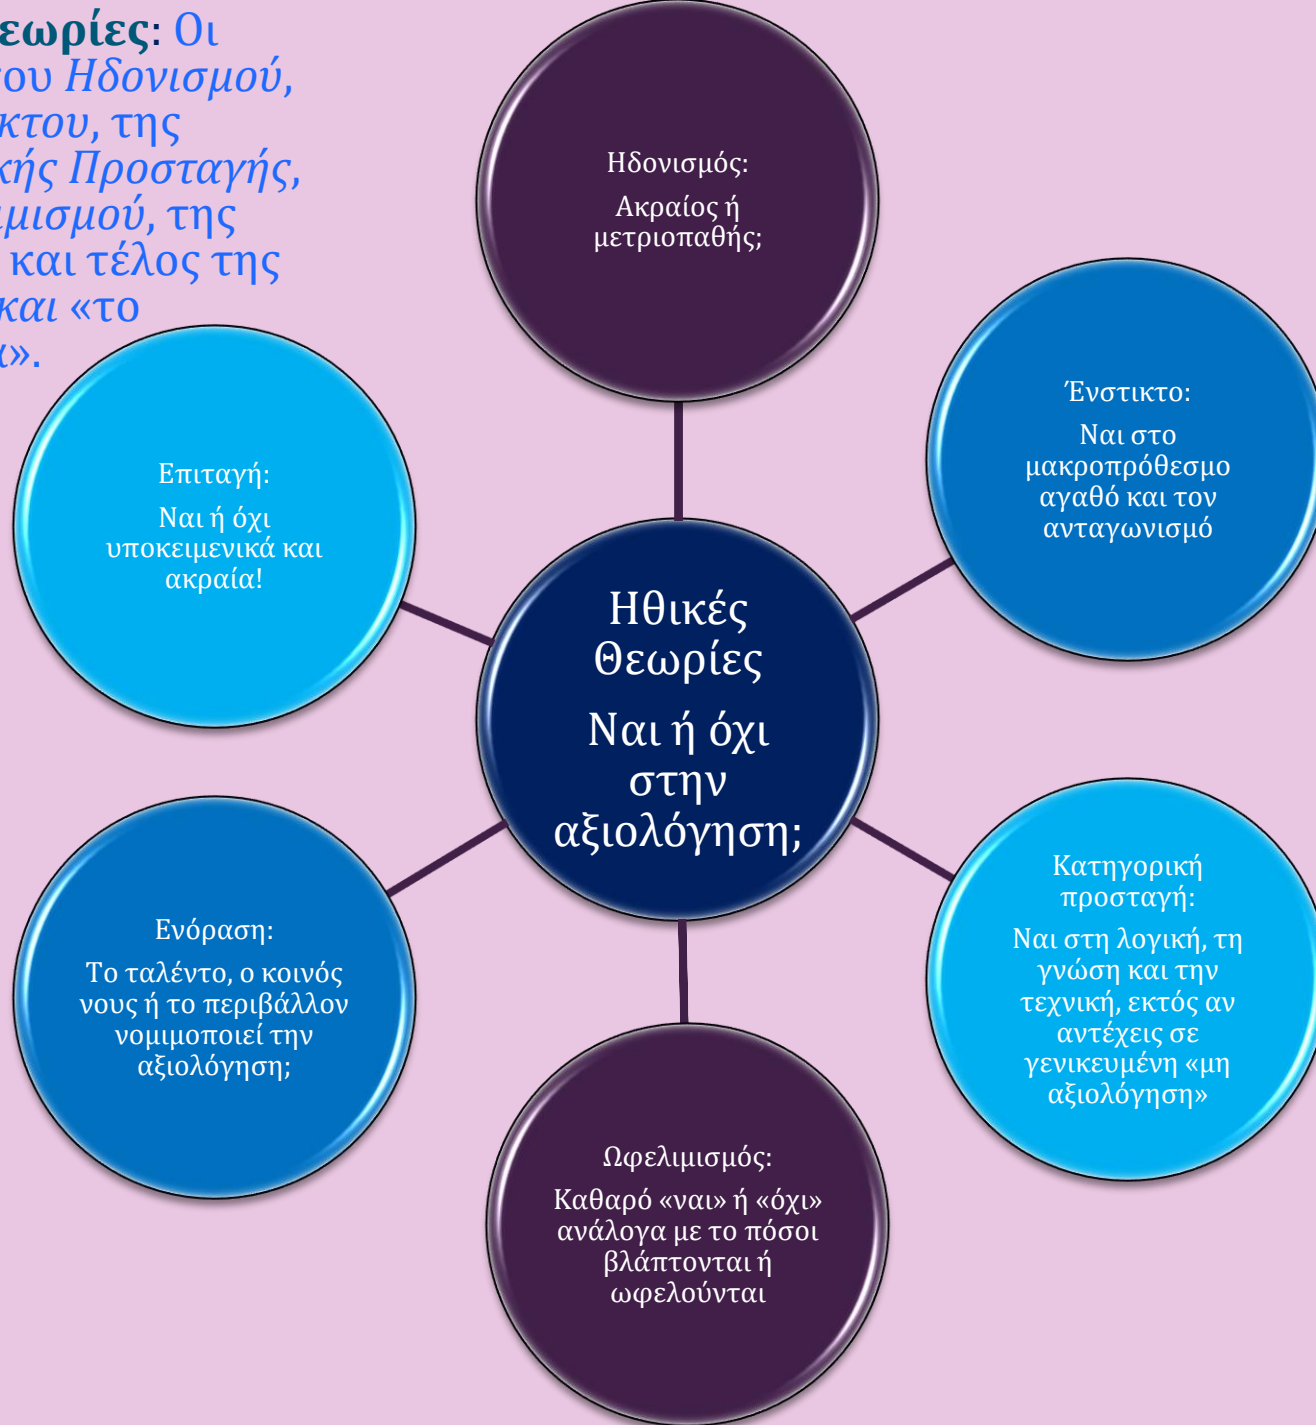 εωρίες: Οι
ου Ηδονισμού,
κτου, της
κής Προσταγής,
ιμισμού, της
και τέλος της
και «το
».
Ηδονισμός:
Ακραίος ή
μετριοπαθής;
Ένστικτο:
Ναι στο
μακροπρόθεσμο
αγαθό και τον
ανταγωνισμό
Κατηγορική
προσταγή:
Ναι στη λογική, τη
γνώση και την
τεχνική, εκτός αν
αντέχεις σε
γενικευμένη «μη
αξιολόγηση»
Ωφελιμισμός:
Καθαρό «ναι» ή «όχι»
ανάλογα με το πόσοι
βλάπτονται ή
ωφελούνται
Ενόραση:
Το ταλέντο, ο κοινός
νους ή το περιβάλλον
νομιμοποιεί την
αξιολόγηση;
Επιταγή:
Ναι ή όχι
υποκειμενικά και
ακραία!
Ηθικές
Θεωρίες
Ναι ή όχι
στην
αξιολόγηση;